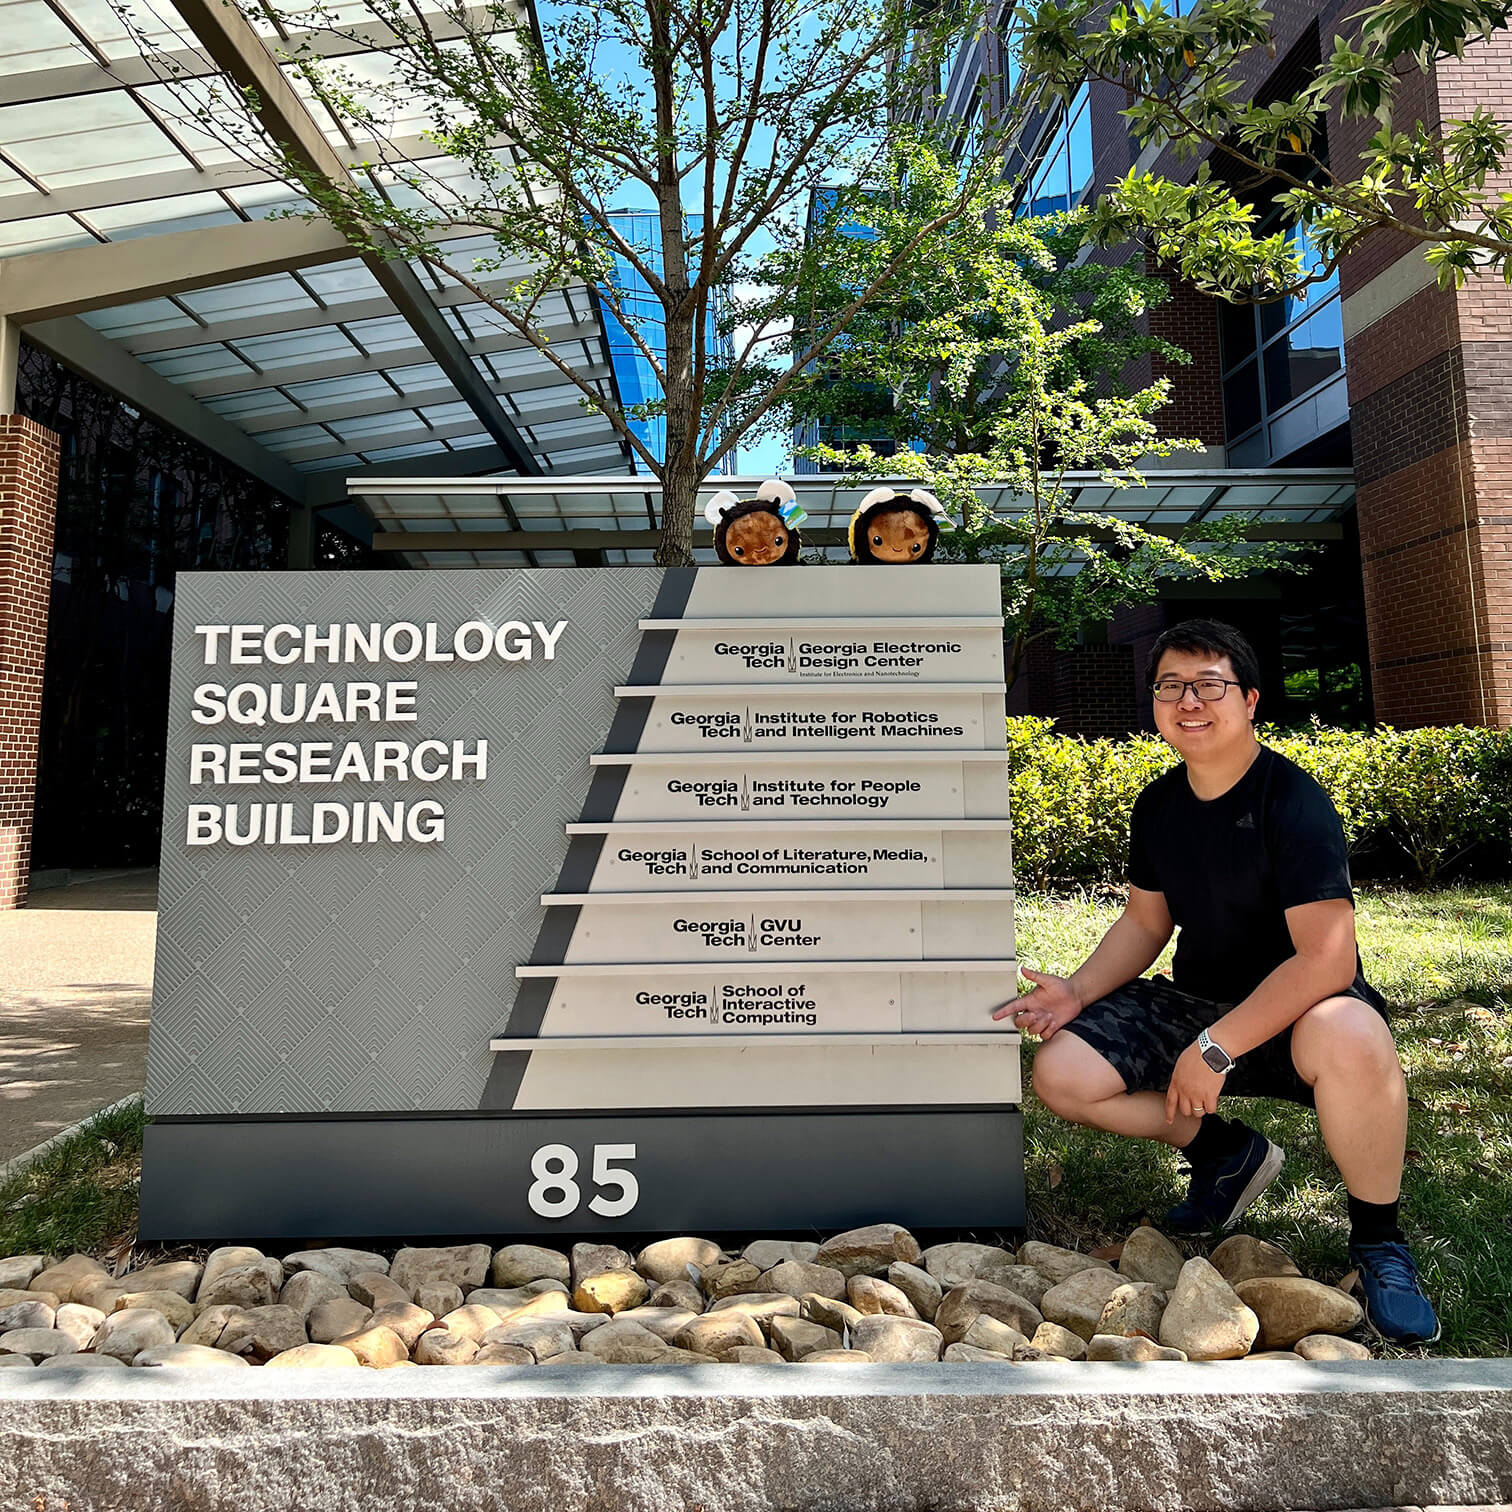 TECHNOLOGY
SQUARE
RESEARCH
BUILDING
Georgia Tech
Georgia Electronic
Design Center
Institute for Electronics and Nanotechnology
Georgia Tech
Institute for Robotics
and Intelligent Machines
Georgia Tech
Institute for People
and Technology
Georgia Tech
School of Literature, Media,
and Communication
Georgia Tech
GVU
Center
Georgia Tech
School of
Interactive
Computing
85